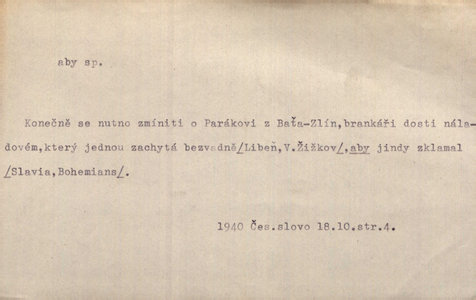 aby sp.
Konečně se nutno zmíniti o Parákovi z Baťa-Zlín,brankáři dosti nála-
dovém,který jednou zachytá bezvadně/Libeň,V.Žižkov/,aby jindy zklamal
/Slavia,Bohemians/.
1940 Čes.slovo 18.10.str.4.